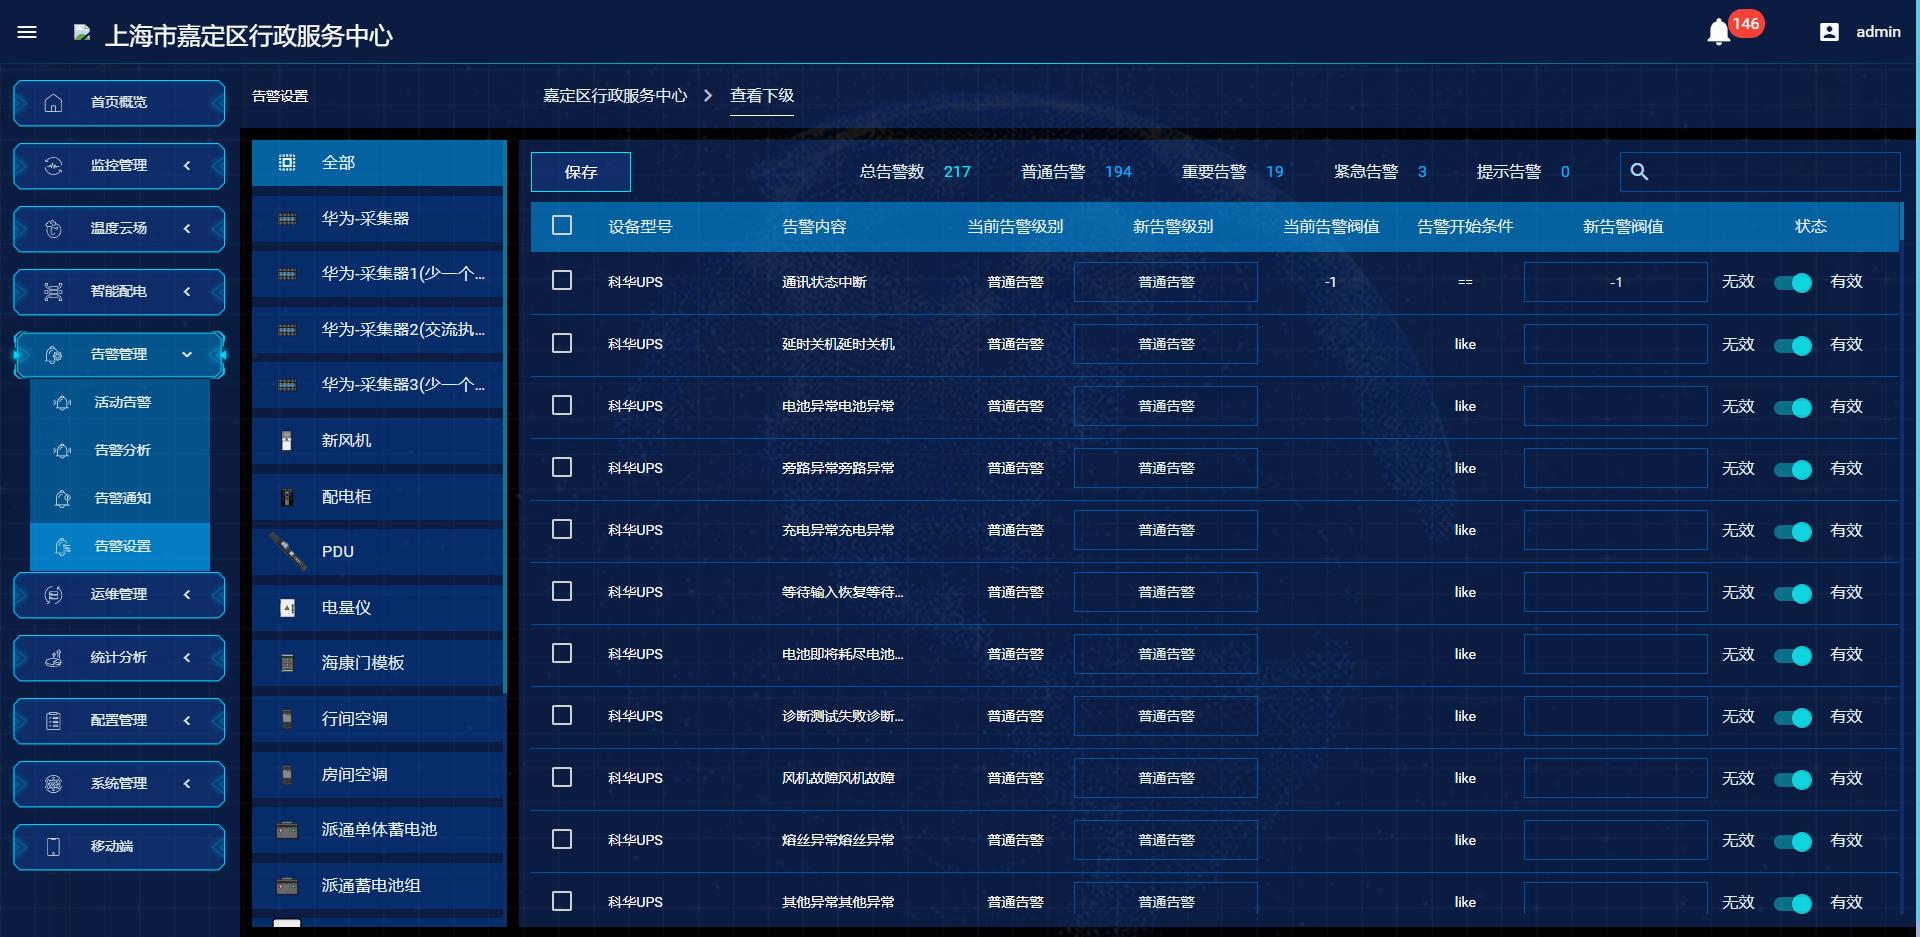 上海市嘉定区行政服务中心
146
admin
首页概览
监控管理
温度云场
智能配电
告警管理
活动告警
告警分析
告警通知
告警设置
运维管理
统计分析
配置管理
系统管理
移动端
告警设置
嘉定区行政服务中心 查看下级
全部
华为-采集器
华为-采集器1(少一个...
华为-采集器2(交流执...
华为-采集器3(少一个...
新风机
配电柜
PDU
电量仪
海康门模板
行间空调
房间空调
派通单体蓄电池
派通蓄电池组
保存 总告警数 217 普通告警 194 重要告警 19 紧急告警 3 提示告警 0
设备型号 告警内容 当前告警级别 新告警级别 当前告警阀值 告警开始条件 新告警阀值 状态
科华UPS 通讯状态中断 普通告警 普通告警 -1 == -1 无效 有效
科华UPS 延时关机延时关机 普通告警 普通告警 like 无效 有效
科华UPS 电池异常电池异常 普通告警 普通告警 like 无效 有效
科华UPS 旁路异常旁路异常 普通告警 普通告警 like 无效 有效
科华UPS 充电异常充电异常 普通告警 普通告警 like 无效 有效
科华UPS 等待输入恢复等待... 普通告警 普通告警 like 无效 有效
科华UPS 电池即将耗尽电池... 普通告警 普通告警 like 无效 有效
科华UPS 诊断测试失败诊断... 普通告警 普通告警 like 无效 有效
科华UPS 风机故障风机故障 普通告警 普通告警 like 无效 有效
科华UPS 熔丝异常熔丝异常 普通告警 普通告警 like 无效 有效
科华UPS 其他异常其他异常 普通告警 普通告警 like 无效 有效